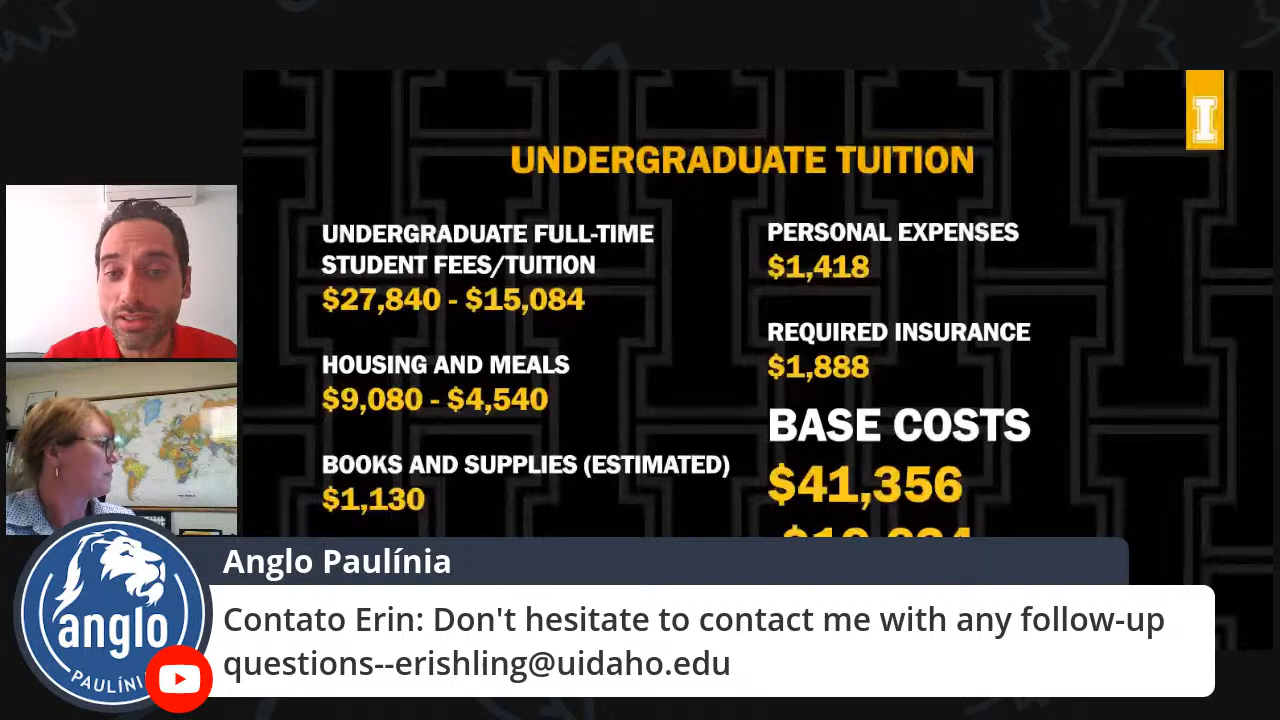 I
UNDERGRADUATE TUITION
UNDERGRADUATE FULL-TIME
STUDENT FEES/TUITION
$27,840 - $15,084
HOUSING AND MEALS
$9,080 - $4,540
BOOKS AND SUPPLIES (ESTIMATED)
$1,130
PERSONAL EXPENSES
$1,418
REQUIRED INSURANCE
$1,888
BASE COSTS
$41,356
Anglo Paulínia
Contato Erin: Don't hesitate to contact me with any follow-up
questions--erishling@uidaho.edu
anglo